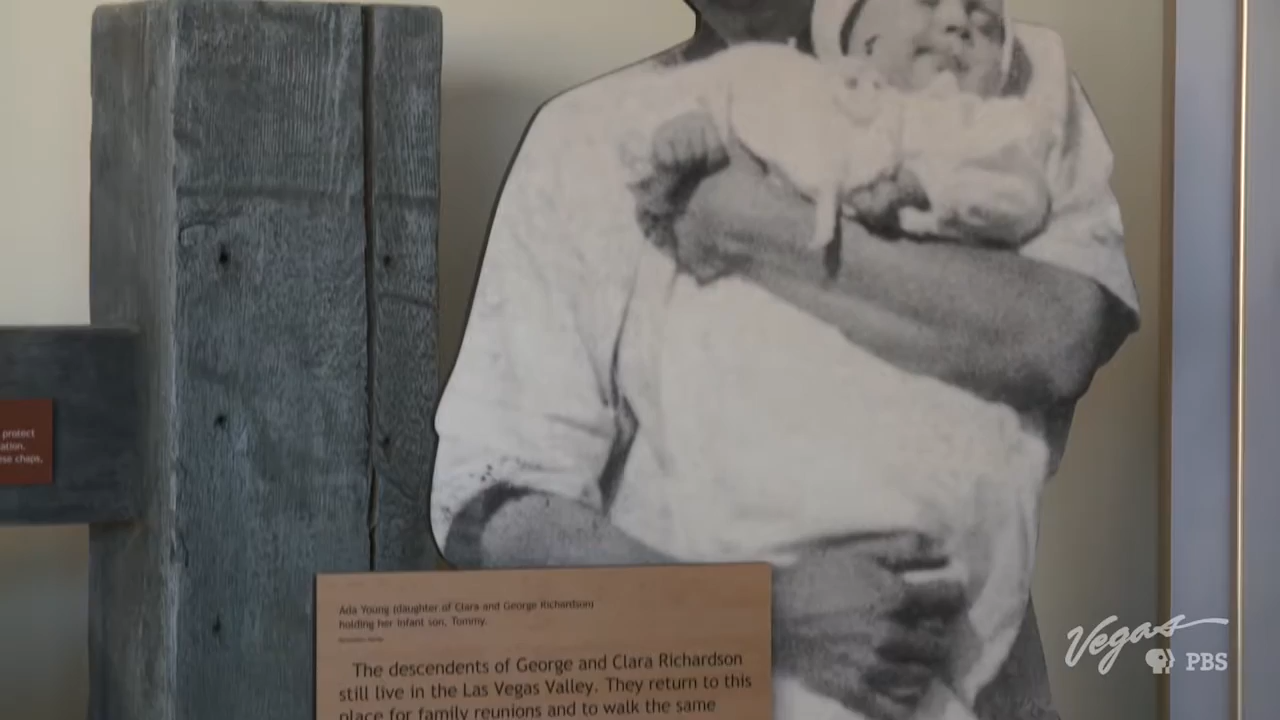 protect
ation.
se chaps,
Ada Young (daughter of Clara and George Richardson)
holding her infant son, Tommy.
The descendents of George and Clara Richardson
still live in the Las Vegas Valley. They return to this
place for family reunions and to walk the same
Vegas
PBS